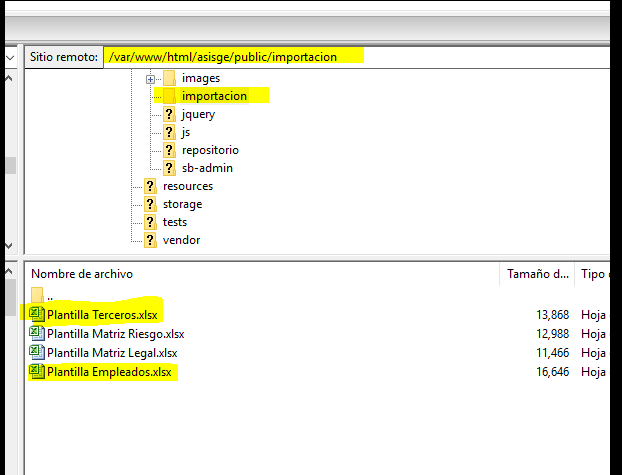 Sitio remoto: /var/www/html/asisge/public/importacion
images
importacion
jquery
js
repositorio
sb-admin
resources
storage
tests
vendor
Nombre de archivo Tamaño d... Tipo d
..
Plantilla Terceros.xlsx 13,868 Hoja
Plantilla Matriz Riesgo.xlsx 12,988 Hoja
Plantilla Matriz Legal.xlsx 11,466 Hoja
Plantilla Empleados.xlsx 16,646 Hoja